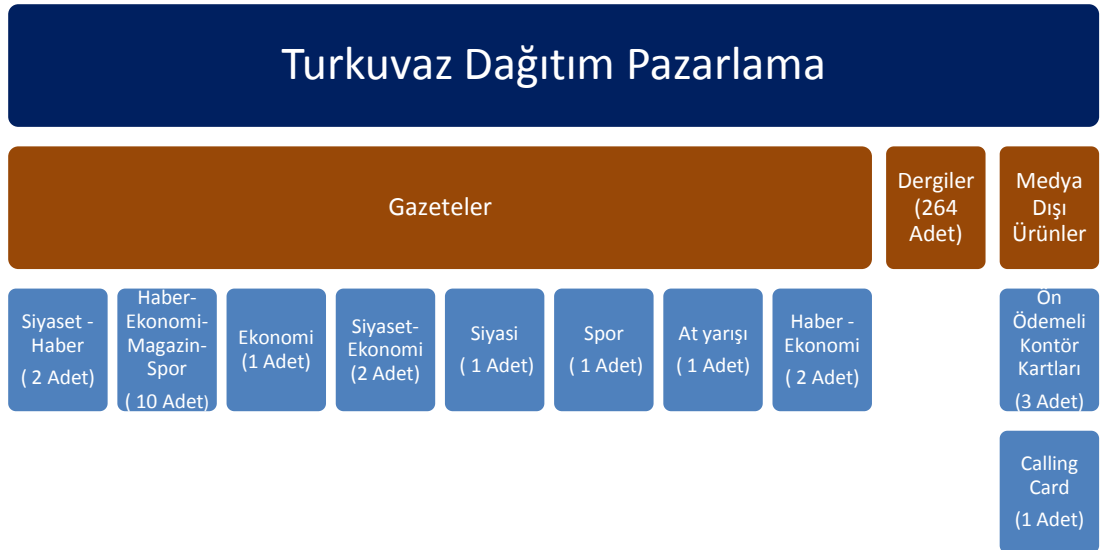 Turkuvaz Dağıtım Pazarlama
Gazeteler
Dergiler
(264
Adet)
Medya
Dışı
Ürünler
Siyaset -
Haber
( 2 Adet)
Haber-
Ekonomi-
Magazin-
Spor
( 10 Adet)
Ekonomi
(1 Adet)
Siyaset-
Ekonomi
(2 Adet)
Siyasi
( 1 Adet)
Spor
( 1 Adet)
At yarışı
( 1 Adet)
Haber -
Ekonomi
( 2 Adet)
Ön
Ödemeli
Kontör
Kartları
(3 Adet)
Calling
Card
(1 Adet)